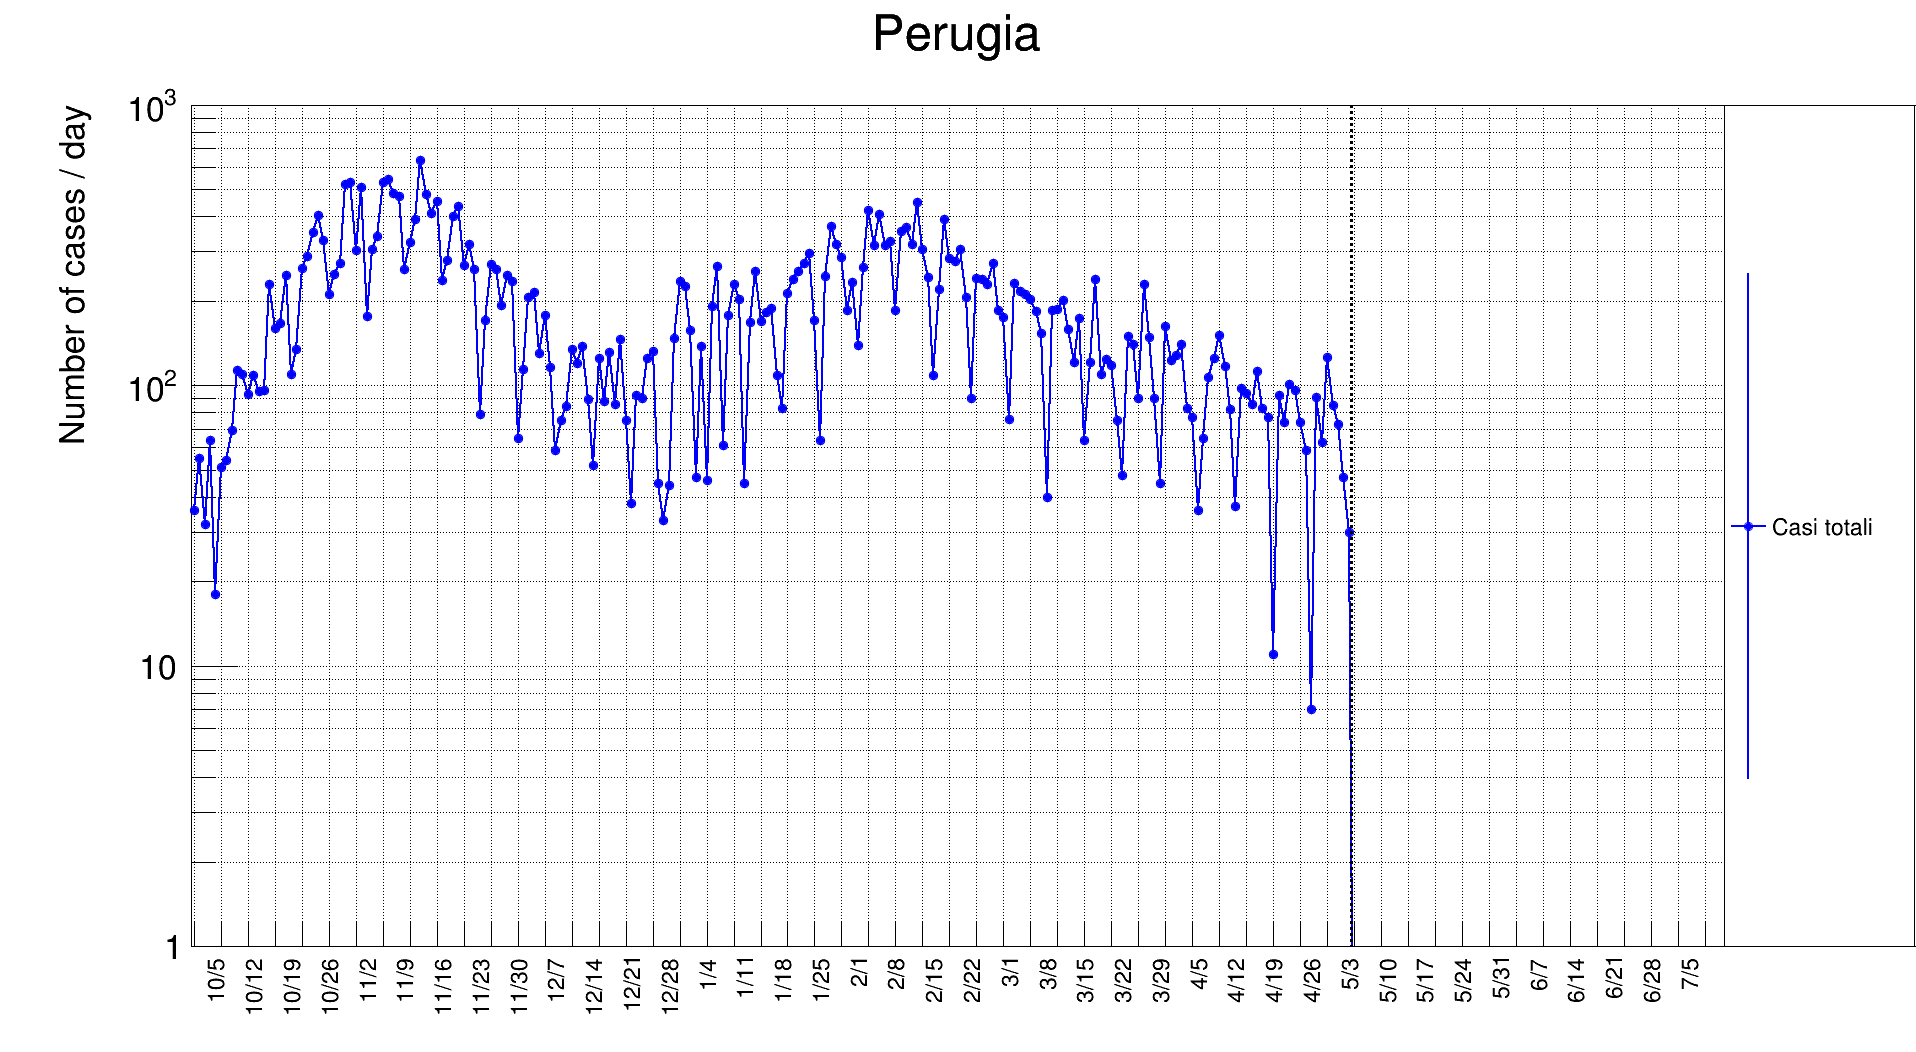 Perugia
Number of cases / day
10³
10²
10
1
10/5 10/12 10/19 10/26 11/2 11/9 11/16 11/23 11/30 12/7 12/14 12/21 12/28 1/4 1/11 1/18 1/25 2/1 2/8 2/15 2/22 3/1 3/8 3/15 3/22 3/29 4/5 4/12 4/19 4/26 5/3 5/10 5/17 5/24 5/31 6/7 6/14 6/21 6/28 7/5
Casi totali